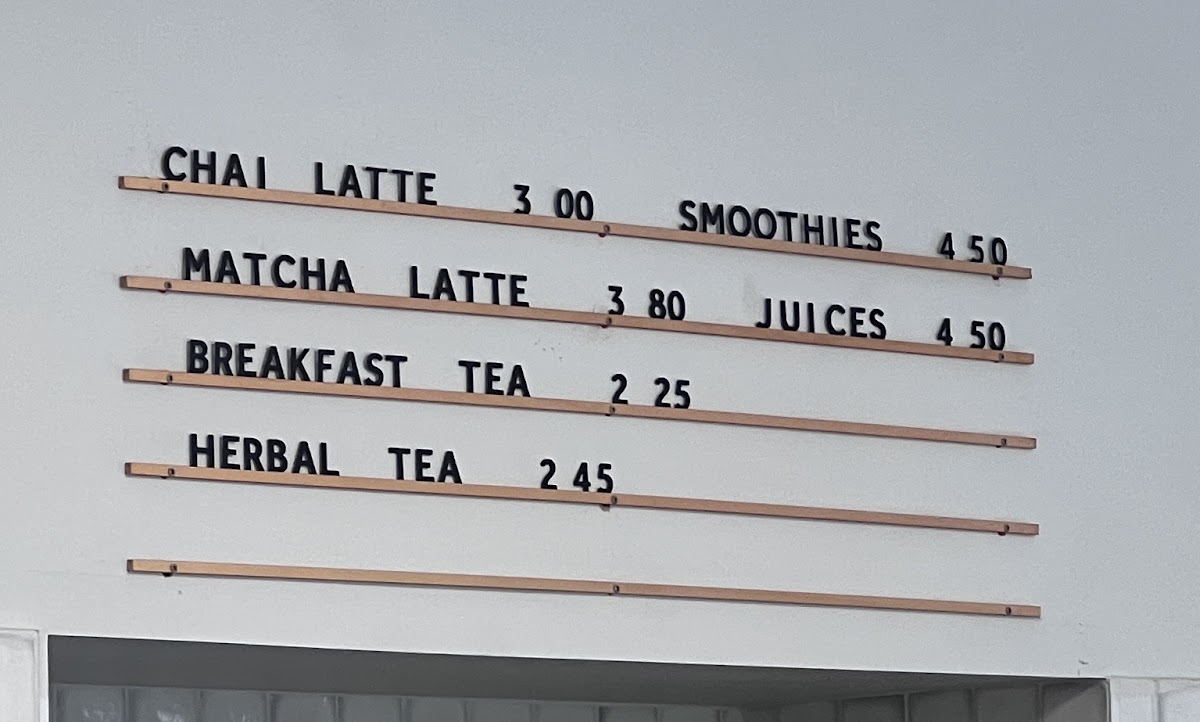 CHAI LATTE 3 00 SMOOTHIES 4 50
MATCHA LATTE 3 80 JUICES 4 50
BREAKFAST TEA 2 25
HERBAL TEA 2 45